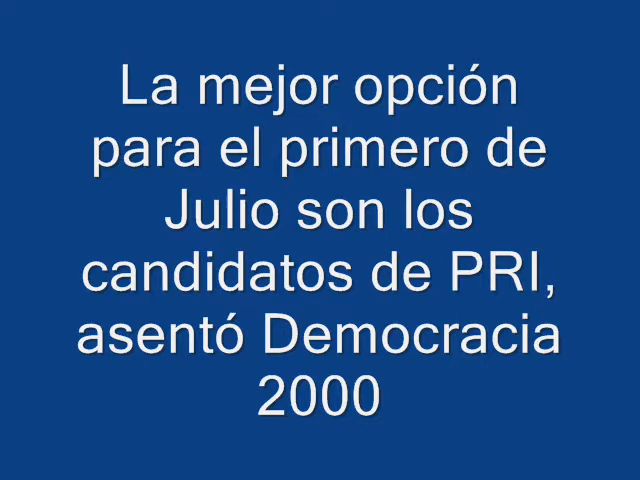 La mejor opción
para el primero de
Julio son los
candidatos de PRI,
asentó Democracia
2000